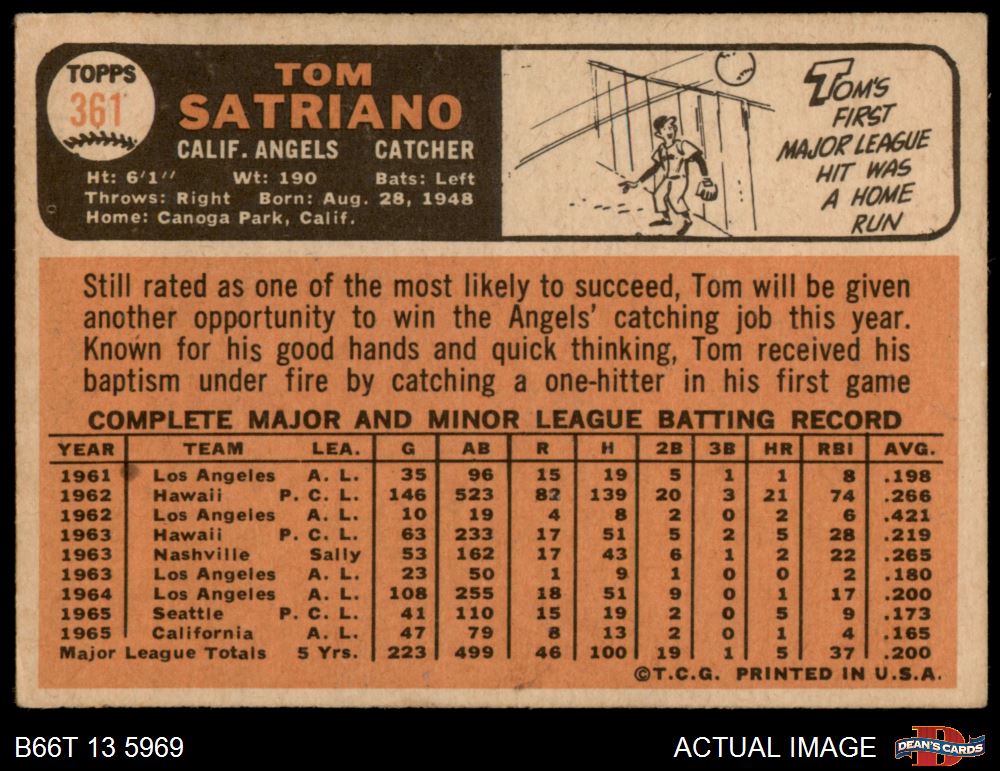 TOPPS
361
TOM
SATRIANO
CALIF. ANGELS CATCHER
Ht: 6'1" Wt: 190 Bats: Left
Throws: Right Born: Aug. 28, 1948
Home: Canoga Park, Calif.
TOM'S
FIRST
MAJOR LEAGUE
HIT WAS
A HOME
RUN
Still rated as one of the most likely to succeed, Tom will be given
another opportunity to win the Angels' catching job this year.
Known for his good hands and quick thinking, Tom received his
baptism under fire by catching a one-hitter in his first game
COMPLETE MAJOR AND MINOR LEAGUE BATTING RECORD
YEAR TEAM LEA. G AB R H 2B 3B HR RBI AVG.
1961 Los Angeles A. L. 35 96 15 19 5 1 1 8 .198
1962 Hawaii P. C. L. 146 523 82 139 20 3 21 74 .266
1962 Los Angeles A. L. 10 19 4 8 2 0 2 6 .421
1963 Hawaii P. C. L. 63 233 17 51 5 2 5 28 .219
1963 Nashville Sally 53 162 17 43 6 1 2 22 .265
1963 Los Angeles A. L. 23 50 1 9 1 0 0 2 .180
1964 Los Angeles A. L. 108 255 18 51 9 0 1 17 .200
1965 Seattle P. C. L. 41 110 15 19 2 0 5 9 .173
1965 California A. L. 47 79 8 13 2 0 1 4 .165
Major League Totals 5 Yrs. 223 499 46 100 19 1 5 37 .200
©T.C.G. PRINTED IN U.S.A.
B66T 13 5969
ACTUAL IMAGE
DEAN'S CARDS